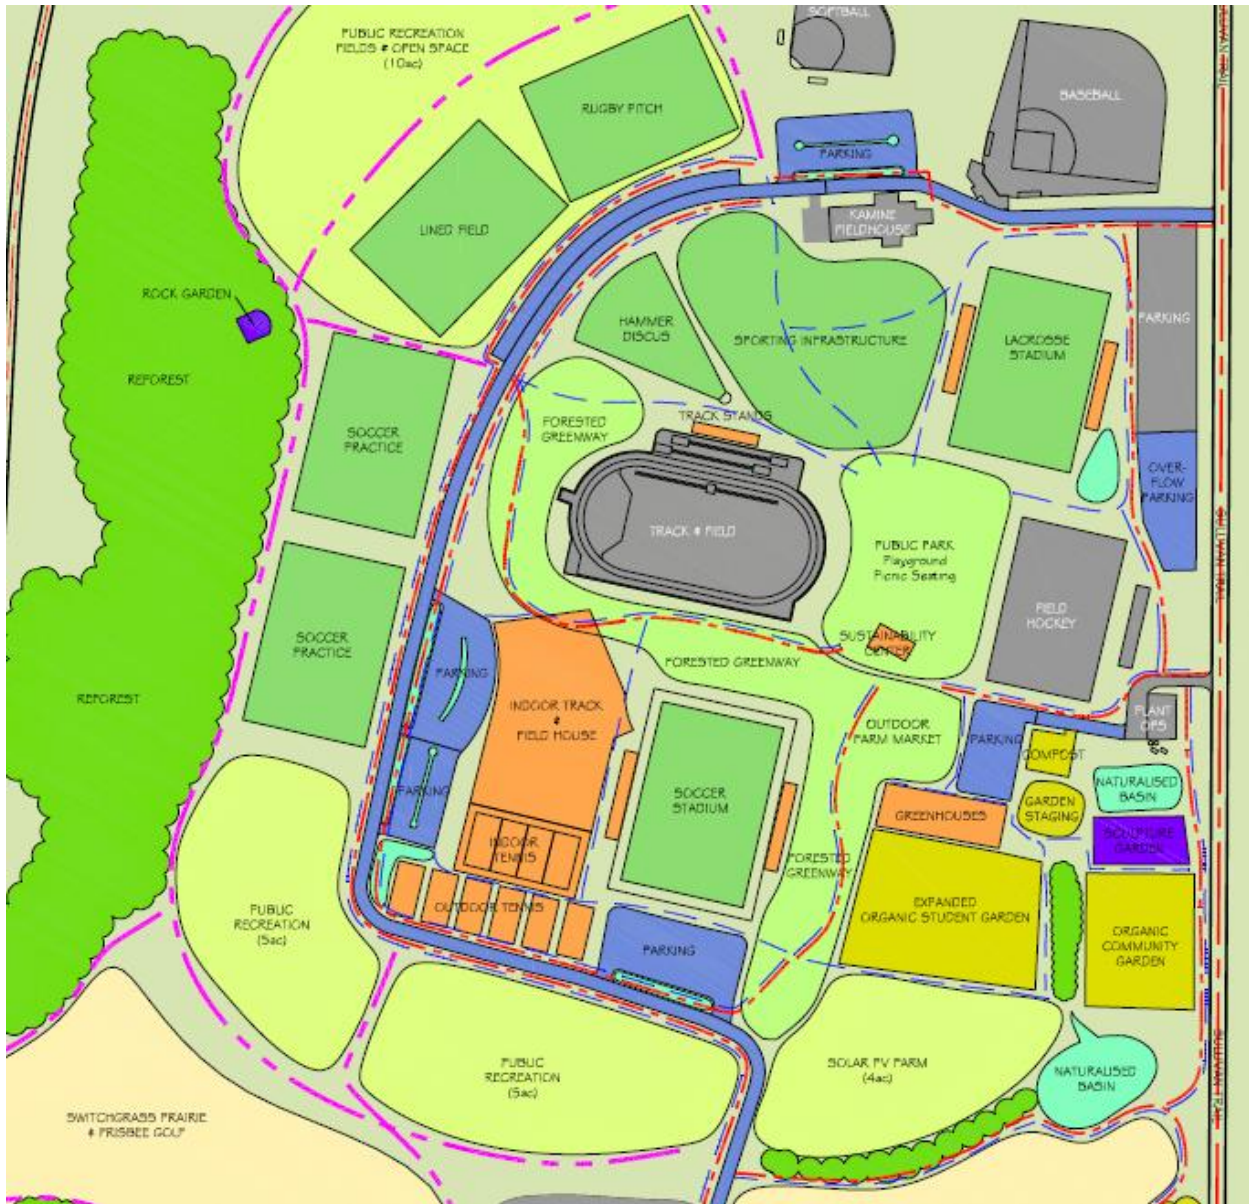 SOFTBALL
PUBLIC RECREATION
FIELDS & OPEN SPACE
(10ac)
RUGBY PITCH
BASEBALL
PARKING
LINED FIELD
KAMINE
FIELDHOUSE
ROCK GARDEN
HAMMER
DISCUS
SPORTING INFRASTRUCTURE
LACROSSE
STADIUM
PARKING
REFOREST
SOCCER
PRACTICE
FORESTED
GREENWAY
TRACK STANDS
OVER-
FLOW
PARKING
TRACK & FIELD
PUBLIC PARK
Playground
Picnic Seating
SULLIVAN TRAIL
FIELD
HOCKEY
SOCCER
PRACTICE
SUSTAINABILITY
CENTER
FORESTED GREENWAY
REFOREST
PARKING
INDOOR TRACK
&
FIELD HOUSE
OUTDOOR
FARM MARKET
PARKING
PLANT
OPS
COMPOST
PARKING
SOCCER
STADIUM
NATURALISED
BASIN
GREENHOUSES
GARDEN
STAGING
SCULPTURE
GARDEN
INDOOR
TENNIS
FORESTED
GREENWAY
OUTDOOR TENNIS
PUBLIC
RECREATION
(5ac)
EXPANDED
ORGANIC STUDENT GARDEN
ORGANIC
COMMUNITY
GARDEN
PARKING
PUBLIC
RECREATION
(5ac)
SOLAR PV FARM
(4ac)
NATURALISED
BASIN
SULLIVAN TRAIL
SWITCHGRASS PRAIRIE
& FRISBEE GOLF